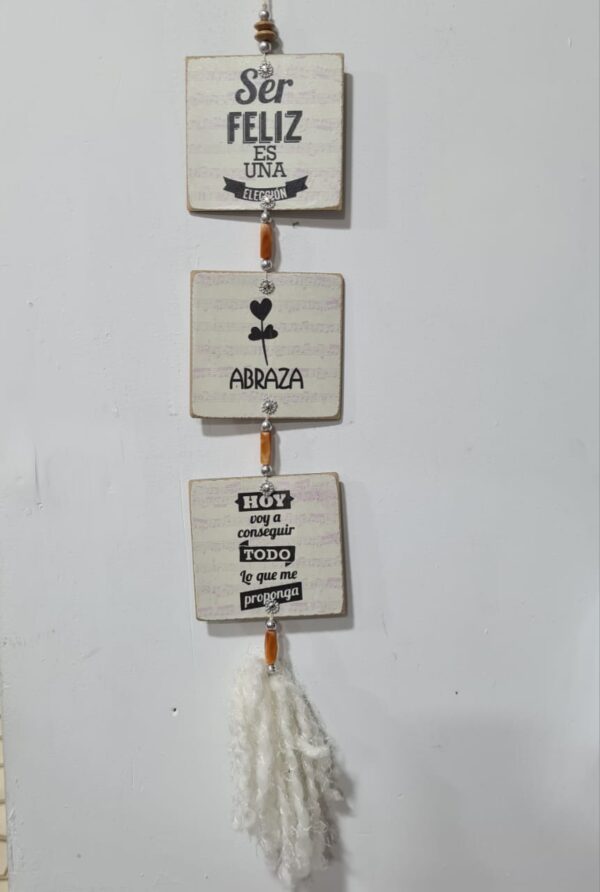 Ser
FELIZ
ES
UNA
ELECCIÓN
ABRAZA
HOY
voy a
conseguir
TODO
Lo que me
proponga